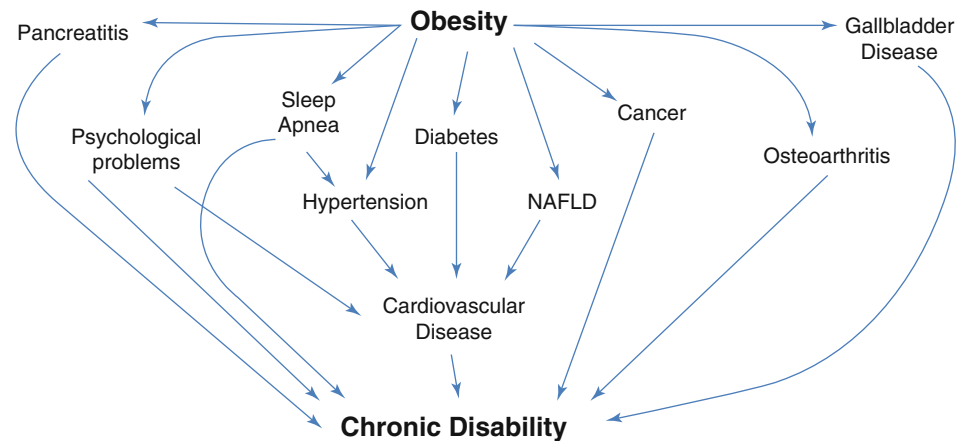 Obesity
Pancreatitis
Gallbladder
Disease
Sleep
Apnea
Cancer
Psychological
problems
Diabetes
Osteoarthritis
Hypertension
NAFLD
Cardiovascular
Disease
Chronic Disability